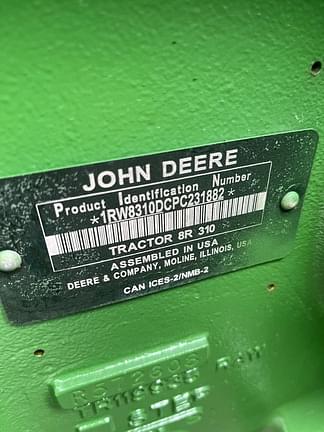 JOHN DEERE
Product Identification Number
*1RW8310DCPC231882*
TRACTOR 8R 310
ASSEMBLED IN USA
DEERE & COMPANY, MOLINE, ILLINOIS, USA
CAN ICES-2/NMB-2